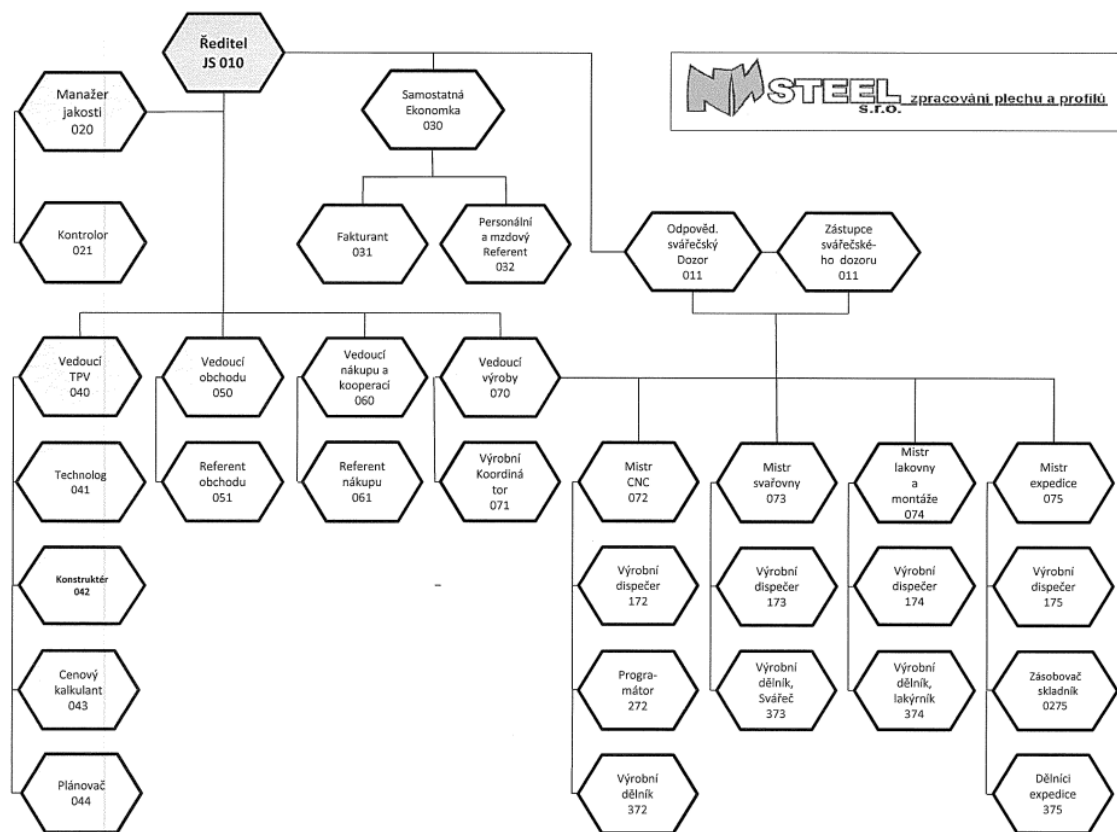 Ředitel
JS 010
NN STEEL
s.r.o.
zpracování plechu a profilů
Manažer
jakosti
020
Samostatná
Ekonomka
030
Kontrolor
021
Fakturant
031
Personální
a mzdový
Referent
032
Odpověd.
svářečský
Dozor
011
Zástupce
svářečské-
ho dozoru
011
Vedoucí
TPV
040
Vedoucí
obchodu
050
Vedoucí
nákupu a
kooperací
060
Vedoucí
výroby
070
Technolog
041
Referent
obchodu
051
Referent
nákupu
061
Výrobní
Koordiná
tor
071
Mistr
CNC
072
Mistr
svařovny
073
Mistr
lakovny
a
montáže
074
Mistr
expedice
075
Konstruktér
042
Výrobní
dispečer
172
Výrobní
dispečer
173
Výrobní
dispečer
174
Výrobní
dispečer
175
Cenový
kalkulant
043
Progra-
mátor
272
Výrobní
dělník,
Svářeč
373
Výrobní
dělník,
lakýrník
374
Zásobovač
skladník
0275
Plánovač
044
Výrobní
dělník
372
Dělníci
expedice
375